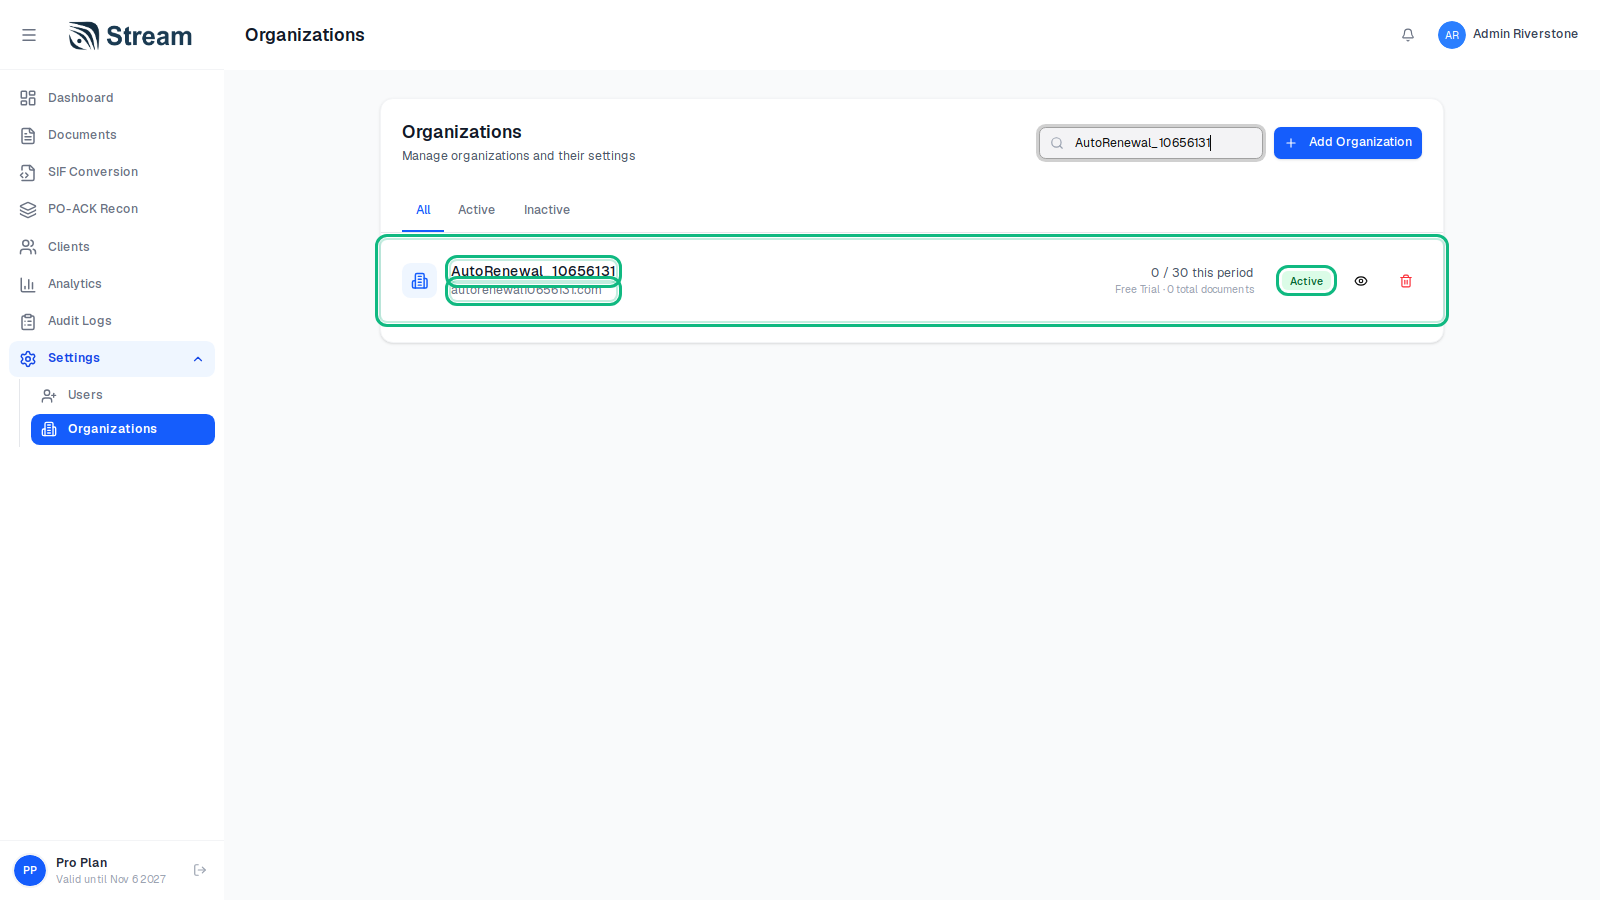 Stream
Organizations
AR
Admin Riverstone
Dashboard
Documents
SIF Conversion
PO-ACK Recon
Clients
Analytics
Audit Logs
Settings
Users
Organizations
Organizations
Manage organizations and their settings
AutoRenewal_10656131
Add Organization
All
Active
Inactive
AutoRenewal_10656131
autorenewal10656131.com
0 / 30 this period
Free Trial · 0 total documents
Active
PP
Pro Plan
Valid until Nov 6 2027